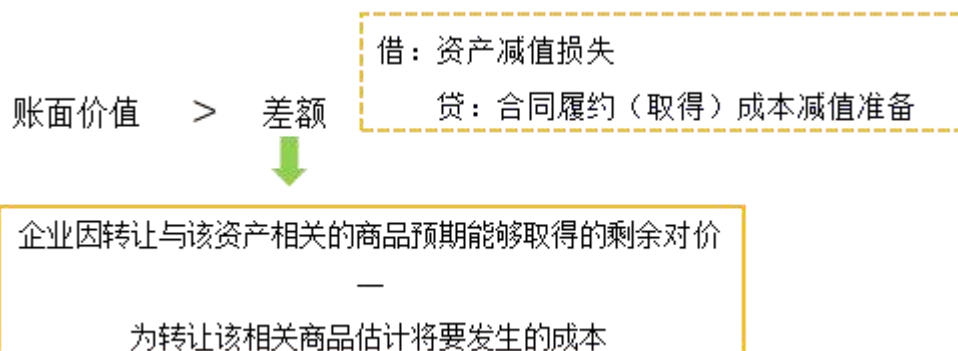 借：资产减值损失
贷：合同履约（取得）成本减值准备
账面价值 > 差额
企业因转让与该资产相关的商品预期能够取得的剩余对价
—
为转让该相关商品估计将要发生的成本